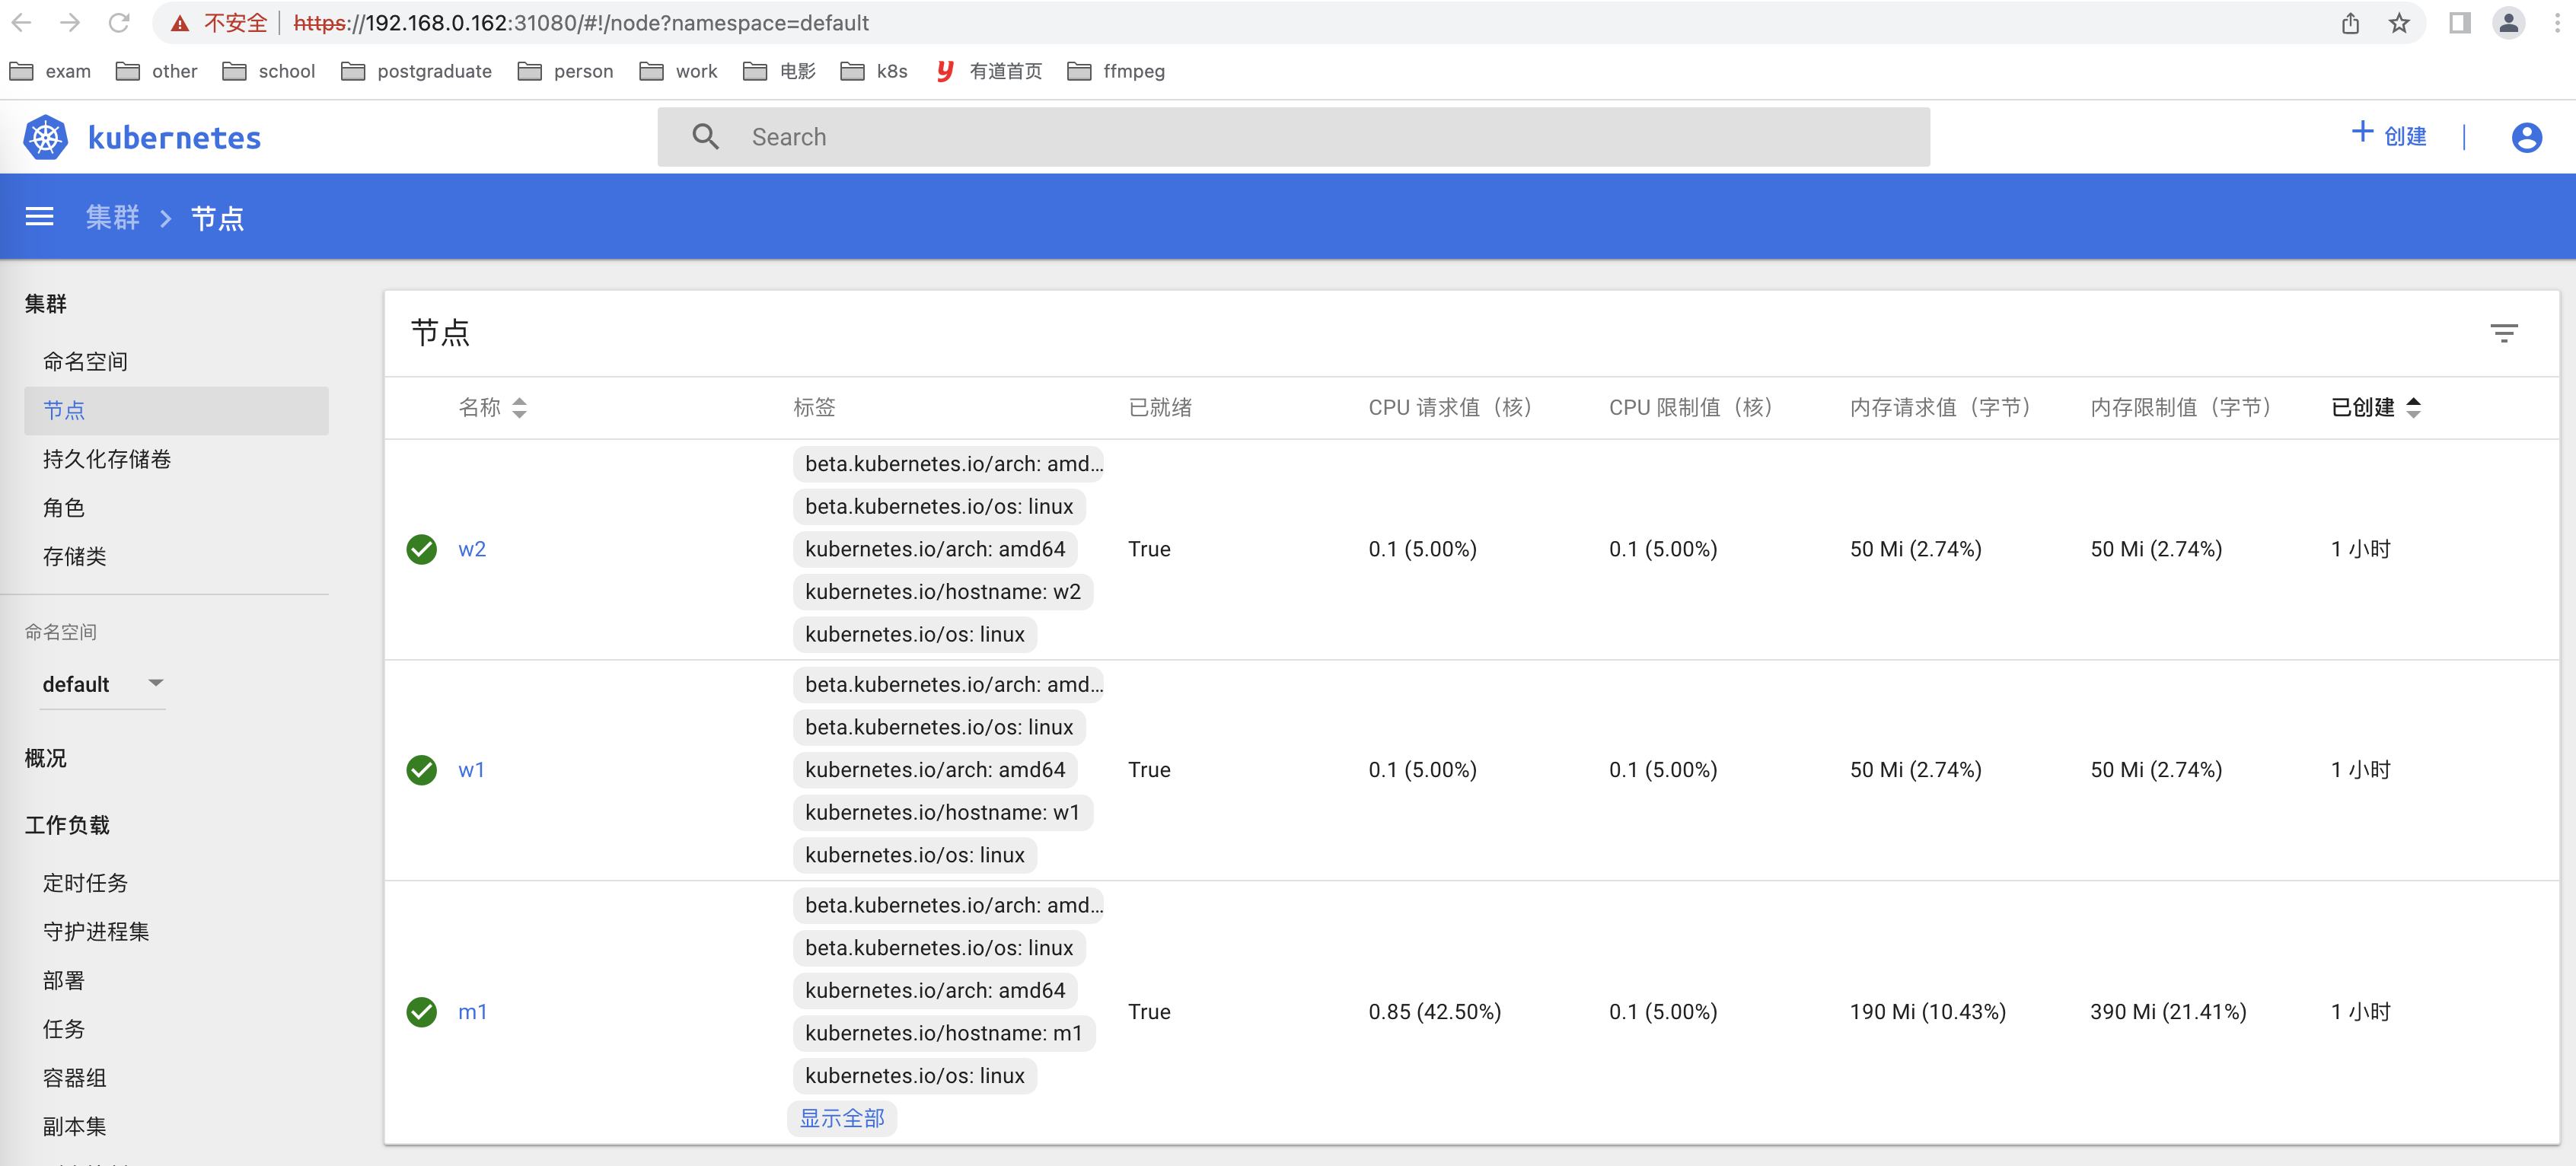 不安全 https://192.168.0.162:31080/#!/node?namespace=default
exam other school postgraduate person work 电影 k8s 有道首页 ffmpeg
kubernetes Search 创建
集群 节点
集群
命名空间
节点
持久化存储卷
角色
存储类
命名空间
default
概况
工作负载
定时任务
守护进程集
部署
任务
容器组
副本集
节点
名称 标签 已就绪 CPU 请求值（核） CPU 限制值（核） 内存请求值（字节） 内存限制值（字节） 已创建
beta.kubernetes.io/arch: amd...
beta.kubernetes.io/os: linux
w2 kubernetes.io/arch: amd64 True 0.1 (5.00%) 0.1 (5.00%) 50 Mi (2.74%) 50 Mi (2.74%) 1 小时
kubernetes.io/hostname: w2
kubernetes.io/os: linux
beta.kubernetes.io/arch: amd...
beta.kubernetes.io/os: linux
w1 kubernetes.io/arch: amd64 True 0.1 (5.00%) 0.1 (5.00%) 50 Mi (2.74%) 50 Mi (2.74%) 1 小时
kubernetes.io/hostname: w1
kubernetes.io/os: linux
beta.kubernetes.io/arch: amd...
beta.kubernetes.io/os: linux
kubernetes.io/arch: amd64
m1 True 0.85 (42.50%) 0.1 (5.00%) 190 Mi (10.43%) 390 Mi (21.41%) 1 小时
kubernetes.io/hostname: m1
kubernetes.io/os: linux
显示全部